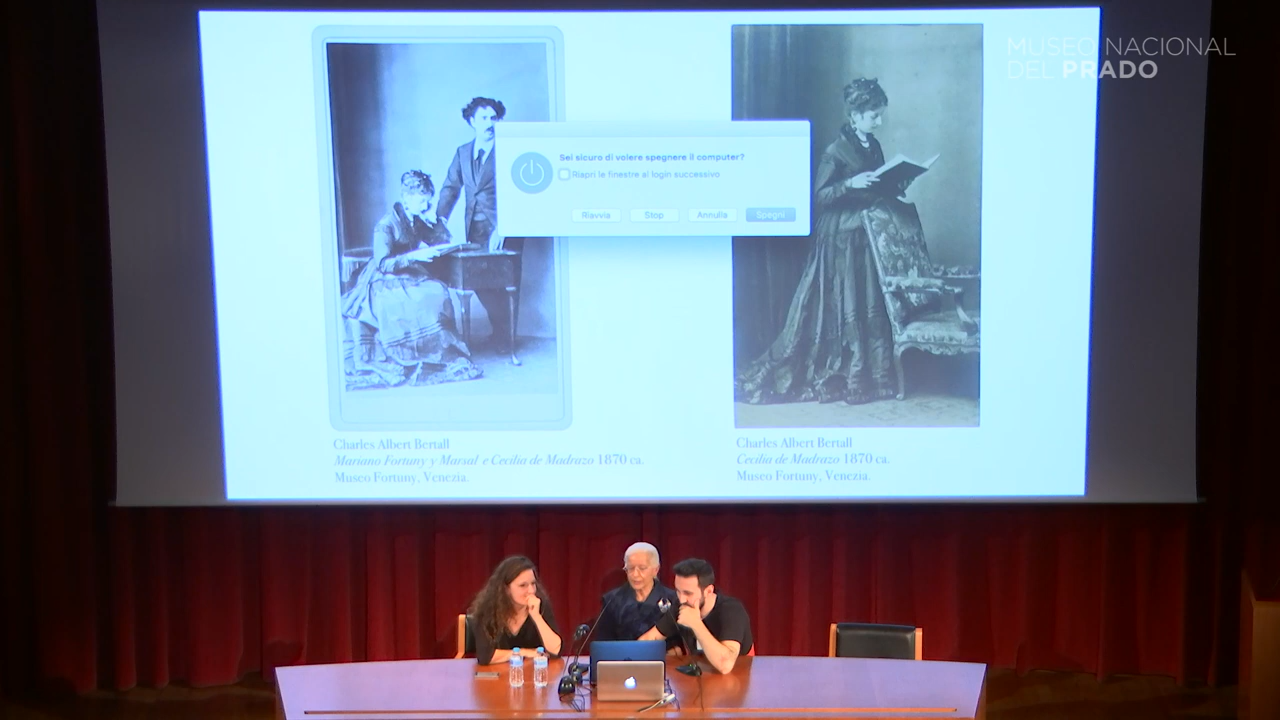 MUSEO NACIONAL
DEL PRADO
Sei sicuro di volere spegnere il computer?
Riapri le finestre al login successivo
Riavvia
Stop
Annulla
Spegni
Charles Albert Bertall
Mariano Fortuny y Marsal e Cecilia de Madrazo 1870 ca.
Museo Fortuny, Venezia.
Charles Albert Bertall
Cecilia de Madrazo 1870 ca.
Museo Fortuny, Venezia.